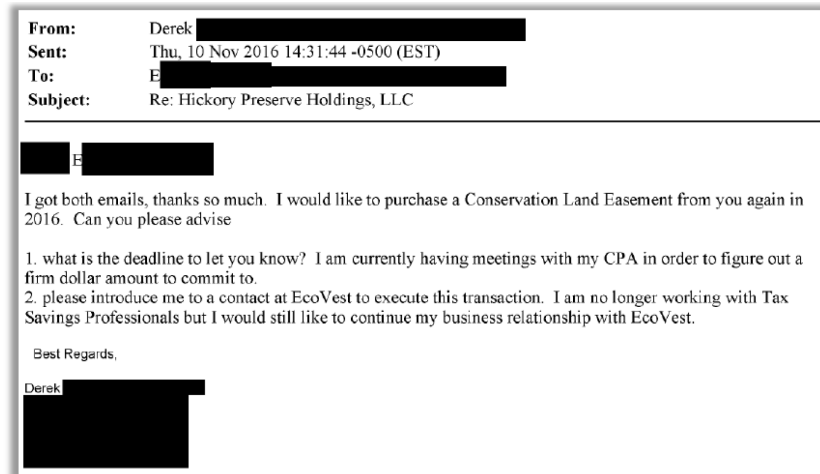 From: Derek
Sent: Thu, 10 Nov 2016 14:31:44 -0500 (EST)
To: E
Subject: Re: Hickory Preserve Holdings, LLC
E
I got both emails, thanks so much. I would like to purchase a Conservation Land Easement from you again in
2016. Can you please advise
1. what is the deadline to let you know? I am currently having meetings with my CPA in order to figure out a
firm dollar amount to commit to.
2. please introduce me to a contact at EcoVest to execute this transaction. I am no longer working with Tax
Savings Professionals but I would still like to continue my business relationship with EcoVest.
Best Regards,
Derek